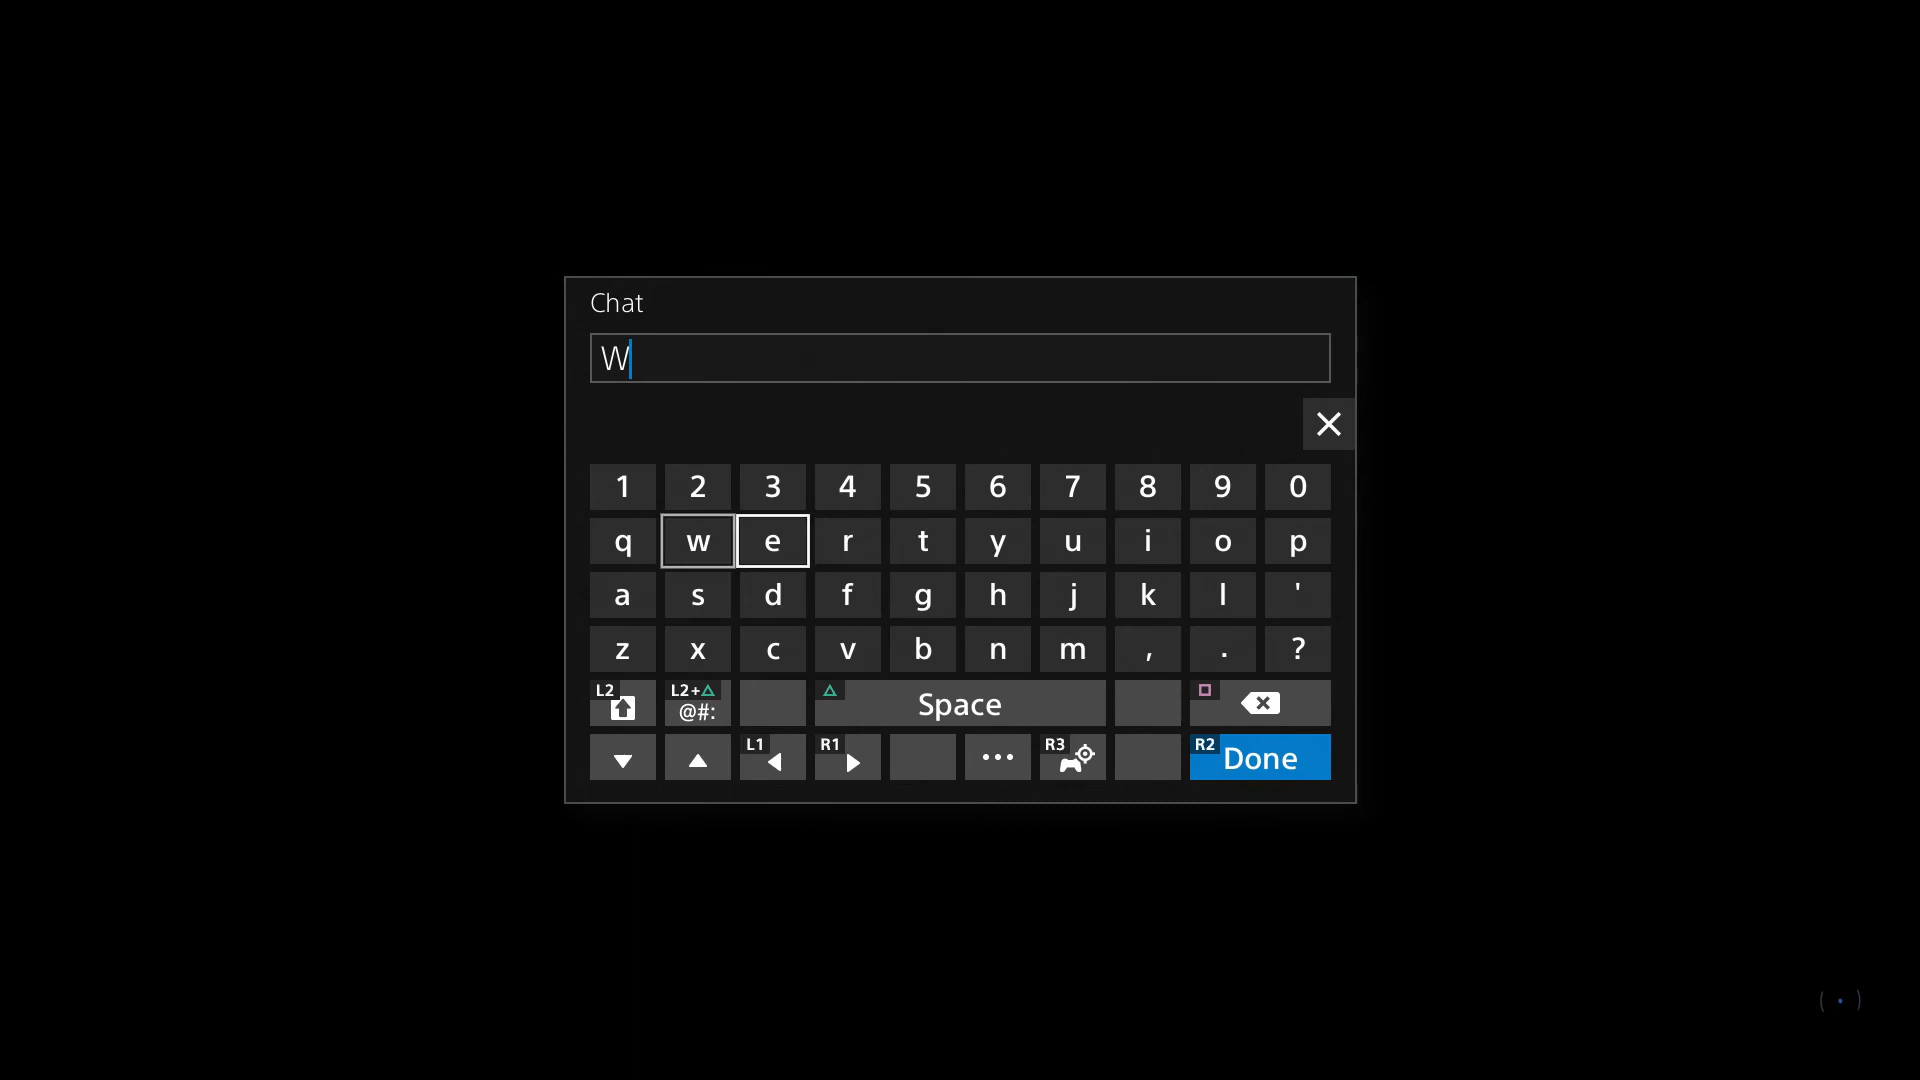 Chat
W
1 2 3 4 5 6 7 8 9 0
q w e r t y u i o p
a s d f g h j k l '
z x c v b n m , . ?
L2 L2+△ @#: △ Space □
L1 R1 ... R3 R2 Done